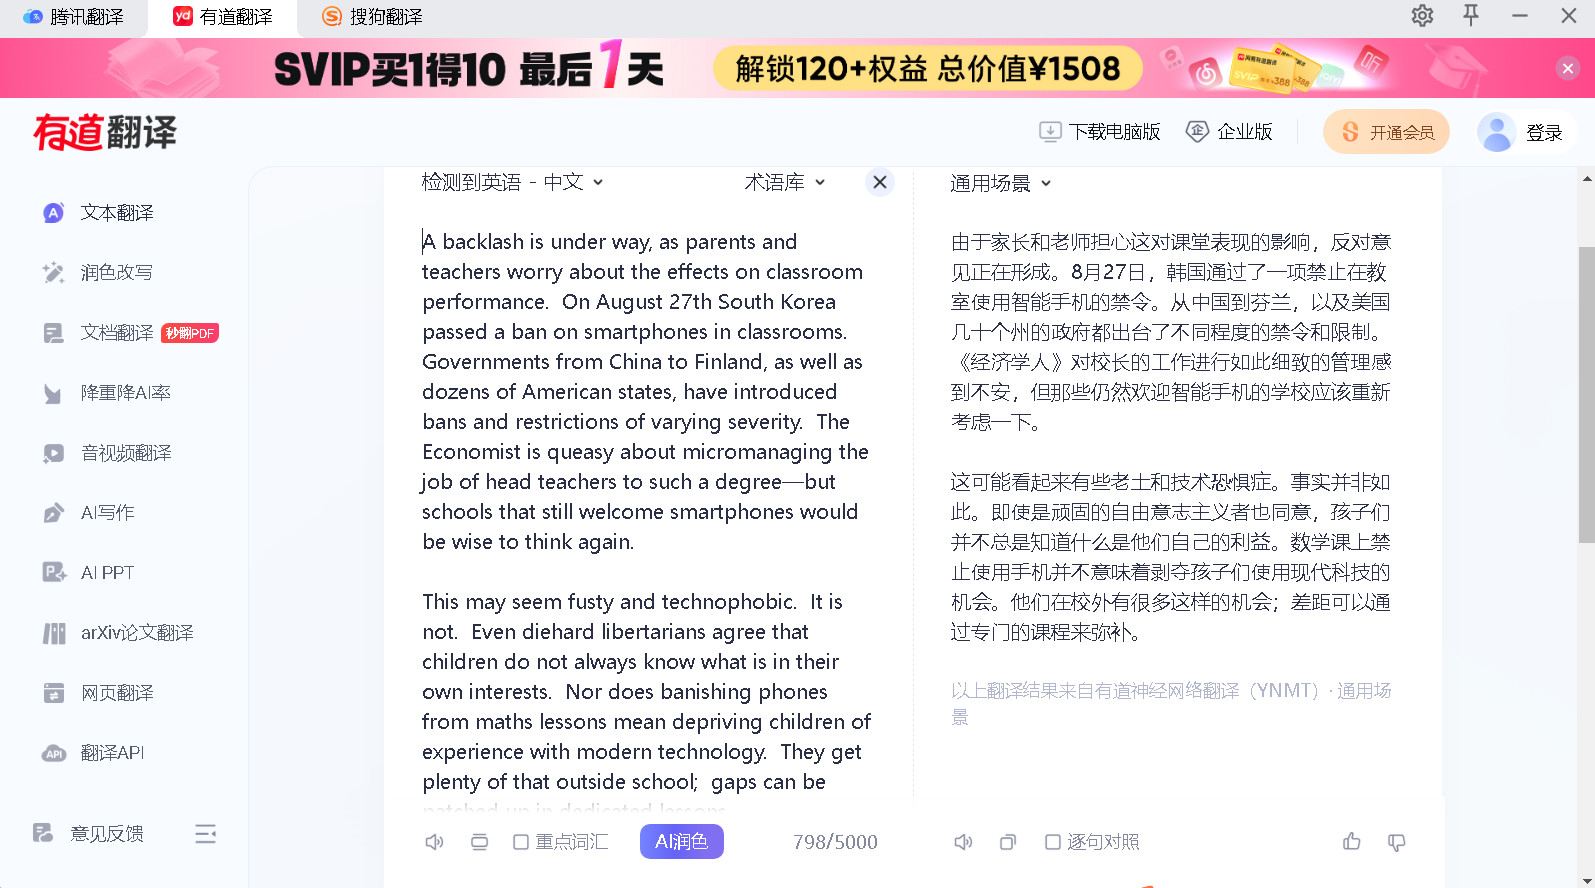 腾讯翻译
yd 有道翻译
搜狗翻译
SVIP买1得10 最后1天
解锁120+权益 总价值¥1508
有道翻译
下载电脑版
企业版
开通会员
登录
文本翻译
润色改写
文档翻译 秒翻PDF
降重降AI率
音视频翻译
AI写作
AI PPT
arXiv论文翻译
网页翻译
翻译API
意见反馈
检测到英语 - 中文
术语库
A backlash is under way, as parents and
teachers worry about the effects on classroom
performance.  On August 27th South Korea
passed a ban on smartphones in classrooms.
Governments from China to Finland, as well as
dozens of American states, have introduced
bans and restrictions of varying severity.  The
Economist is queasy about micromanaging the
job of head teachers to such a degree—but
schools that still welcome smartphones would
be wise to think again.
This may seem fusty and technophobic.  It is
not.  Even diehard libertarians agree that
children do not always know what is in their
own interests.  Nor does banishing phones
from maths lessons mean depriving children of
experience with modern technology.  They get
plenty of that outside school;  gaps can be
patched up in dedicated lessons.
重点词汇
AI润色
798/5000
通用场景
由于家长和老师担心这对课堂表现的影响，反对意
见正在形成。8月27日，韩国通过了一项禁止在教
室使用智能手机的禁令。从中国到芬兰，以及美国
几十个州的政府都出台了不同程度的禁令和限制。
《经济学人》对校长的工作进行如此细致的管理感
到不安，但那些仍然欢迎智能手机的学校应该重新
考虑一下。
这可能看起来有些老土和技术恐惧症。事实并非如
此。即使是顽固的自由意志主义者也同意，孩子们
并不总是知道什么是他们自己的利益。数学课上禁
止使用手机并不意味着剥夺孩子们使用现代科技的
机会。他们在校外有很多这样的机会；差距可以通
过专门的课程来弥补。
以上翻译结果来自有道神经网络翻译（YNMT）· 通用场
景
逐句对照